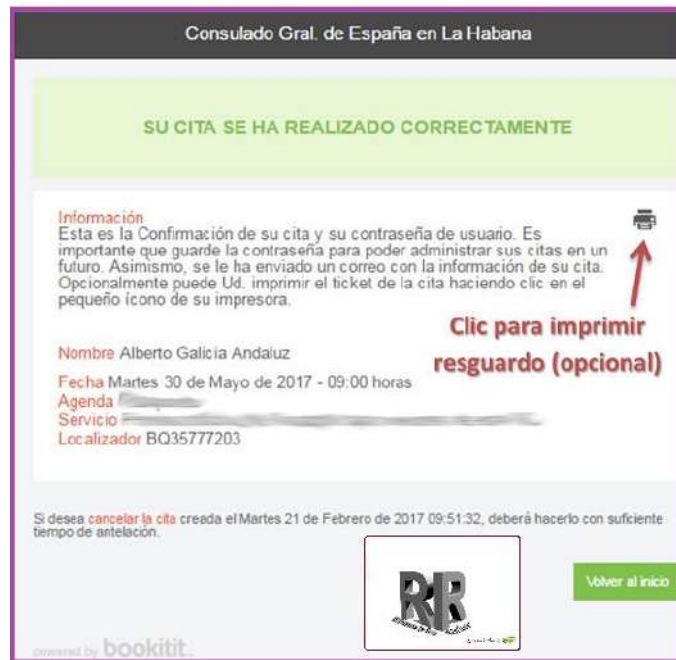 Consulado Gral. de España en La Habana
SU CITA SE HA REALIZADO CORRECTAMENTE
Información
Esta es la Confirmación de su cita y su contraseña de usuario. Es
importante que guarde la contraseña para poder administrar sus citas en un
futuro. Asimismo, se le ha enviado un correo con la información de su cita.
Opcionalmente puede Ud. imprimir el ticket de la cita haciendo clic en el
pequeño ícono de su impresora.
Clic para imprimir
resguardo (opcional)
Nombre Alberto Galicia Andaluz
Fecha Martes 30 de Mayo de 2017 - 09:00 horas
Agenda
Servicio
Localizador BQ35777203
Si desea cancelar la cita creada el Martes 21 de Febrero de 2017 09:51:32, deberá hacerlo con suficiente
tiempo de antelación.
RR
Volver al inicio
powered by bookitit